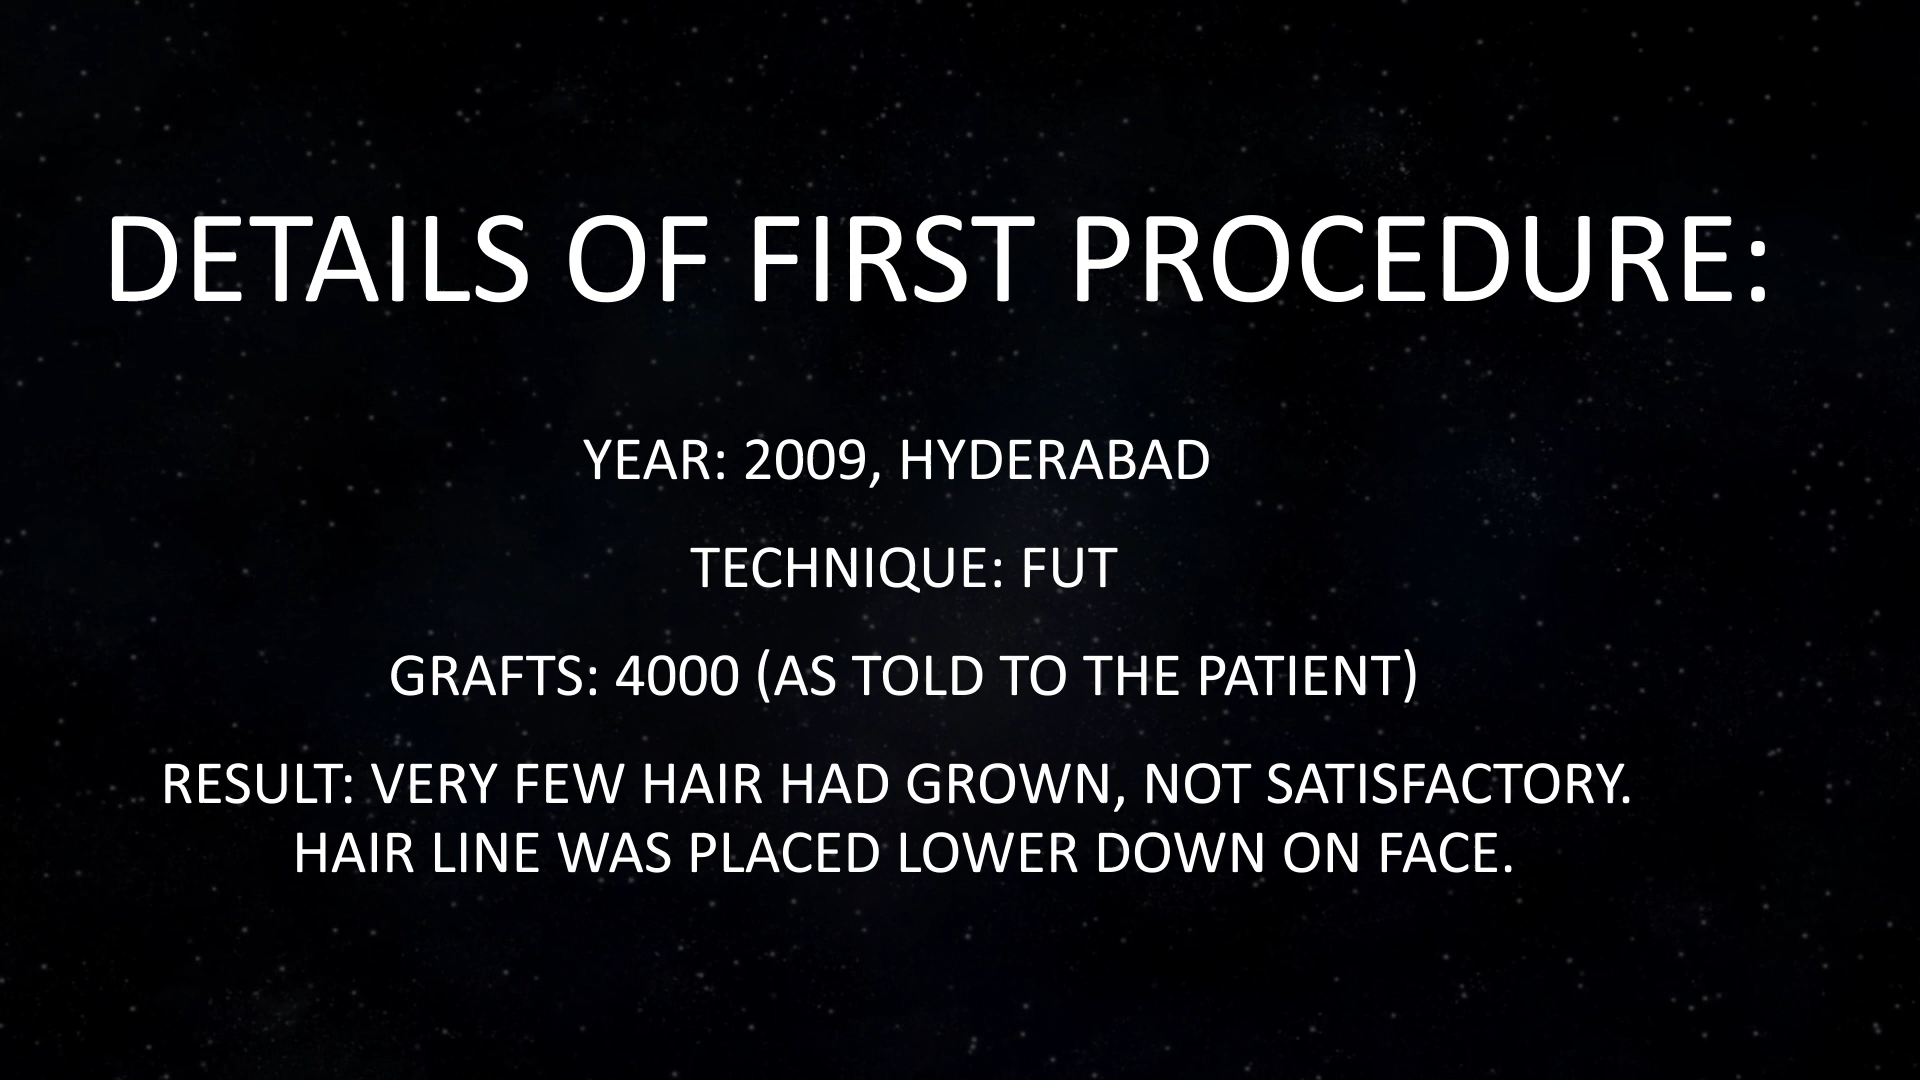 DETAILS OF FIRST PROCEDURE:
YEAR: 2009, HYDERABAD
TECHNIQUE: FUT
GRAFTS: 4000 (AS TOLD TO THE PATIENT)
RESULT: VERY FEW HAIR HAD GROWN, NOT SATISFACTORY.
HAIR LINE WAS PLACED LOWER DOWN ON FACE.